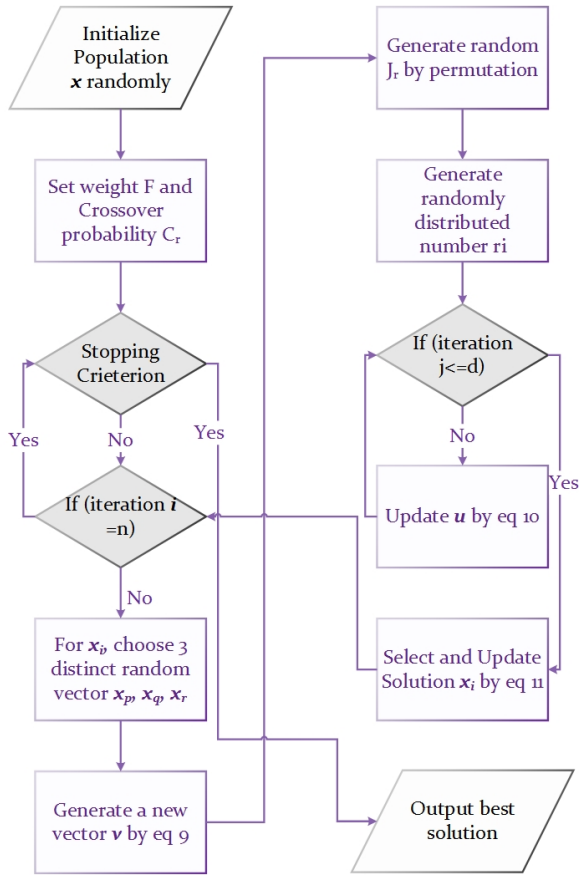 Initialize
Population
x randomly
Set weight F and
Crossover
probability Cr
Stopping
Crieterion
Yes
No
Yes
If (iteration i
=n)
No
For xi, choose 3
distinct random
vector xp, xq, xr
Generate a new
vector v by eq 9
Generate random
Jr by permutation
Generate
randomly
distributed
number ri
If (iteration
j<=d)
No
Yes
Update u by eq 10
Select and Update
Solution xi by eq 11
Output best
solution